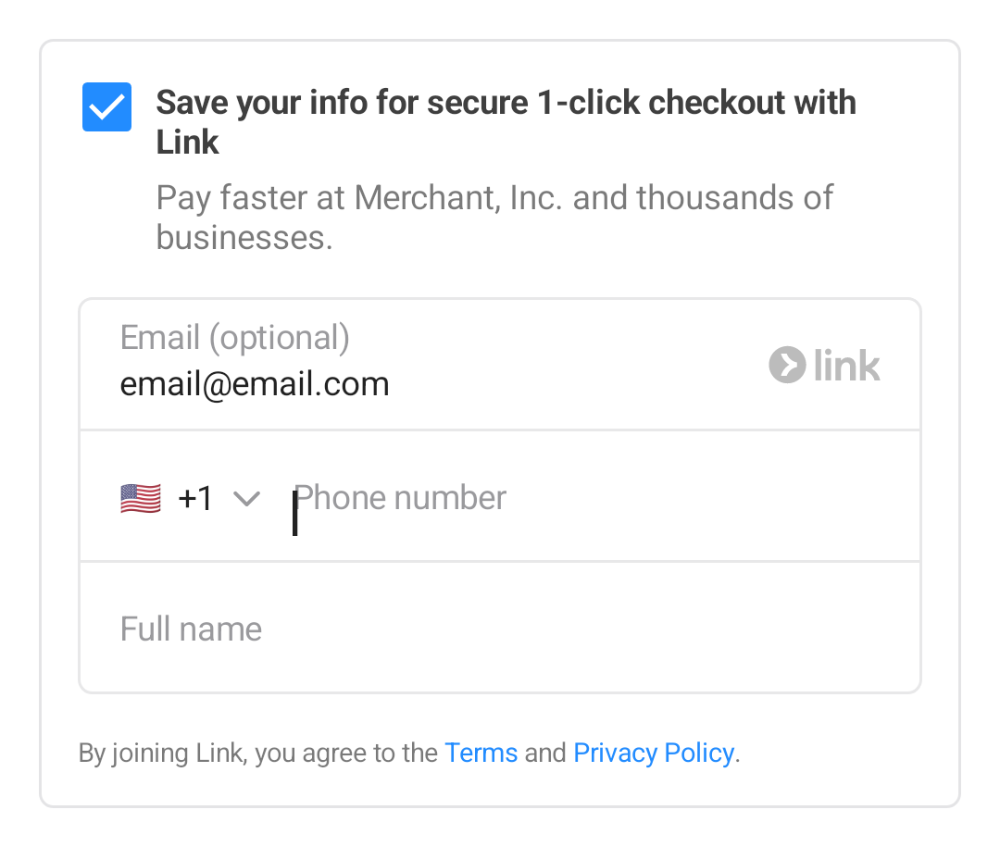 Save your info for secure 1-click checkout with
Link
Pay faster at Merchant, Inc. and thousands of
businesses.
Email (optional)
email@email.com
link
+1
Phone number
Full name
By joining Link, you agree to the Terms and Privacy Policy.